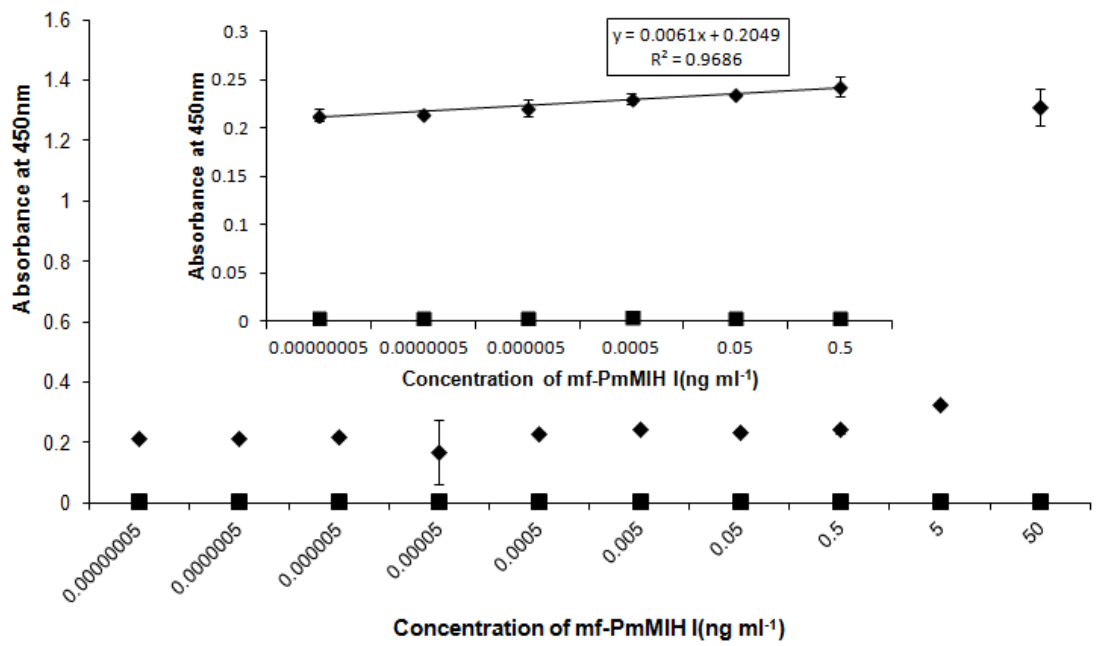 1.6
1.4
1.2
1
0.8
0.6
0.4
0.2
0
Absorbance at 450nm
0.3
0.25
0.2
0.15
0.1
0.05
0
Absorbance at 450nm
y = 0.0061x + 0.2049
R² = 0.9686
0.00000005 0.0000005 0.000005 0.0005 0.05 0.5
Concentration of mf-PmMIH I(ng ml⁻¹)
0.00000005 0.0000005 0.000005 0.00005 0.0005 0.005 0.05 0.5 5 50
Concentration of mf-PmMIH I(ng ml⁻¹)